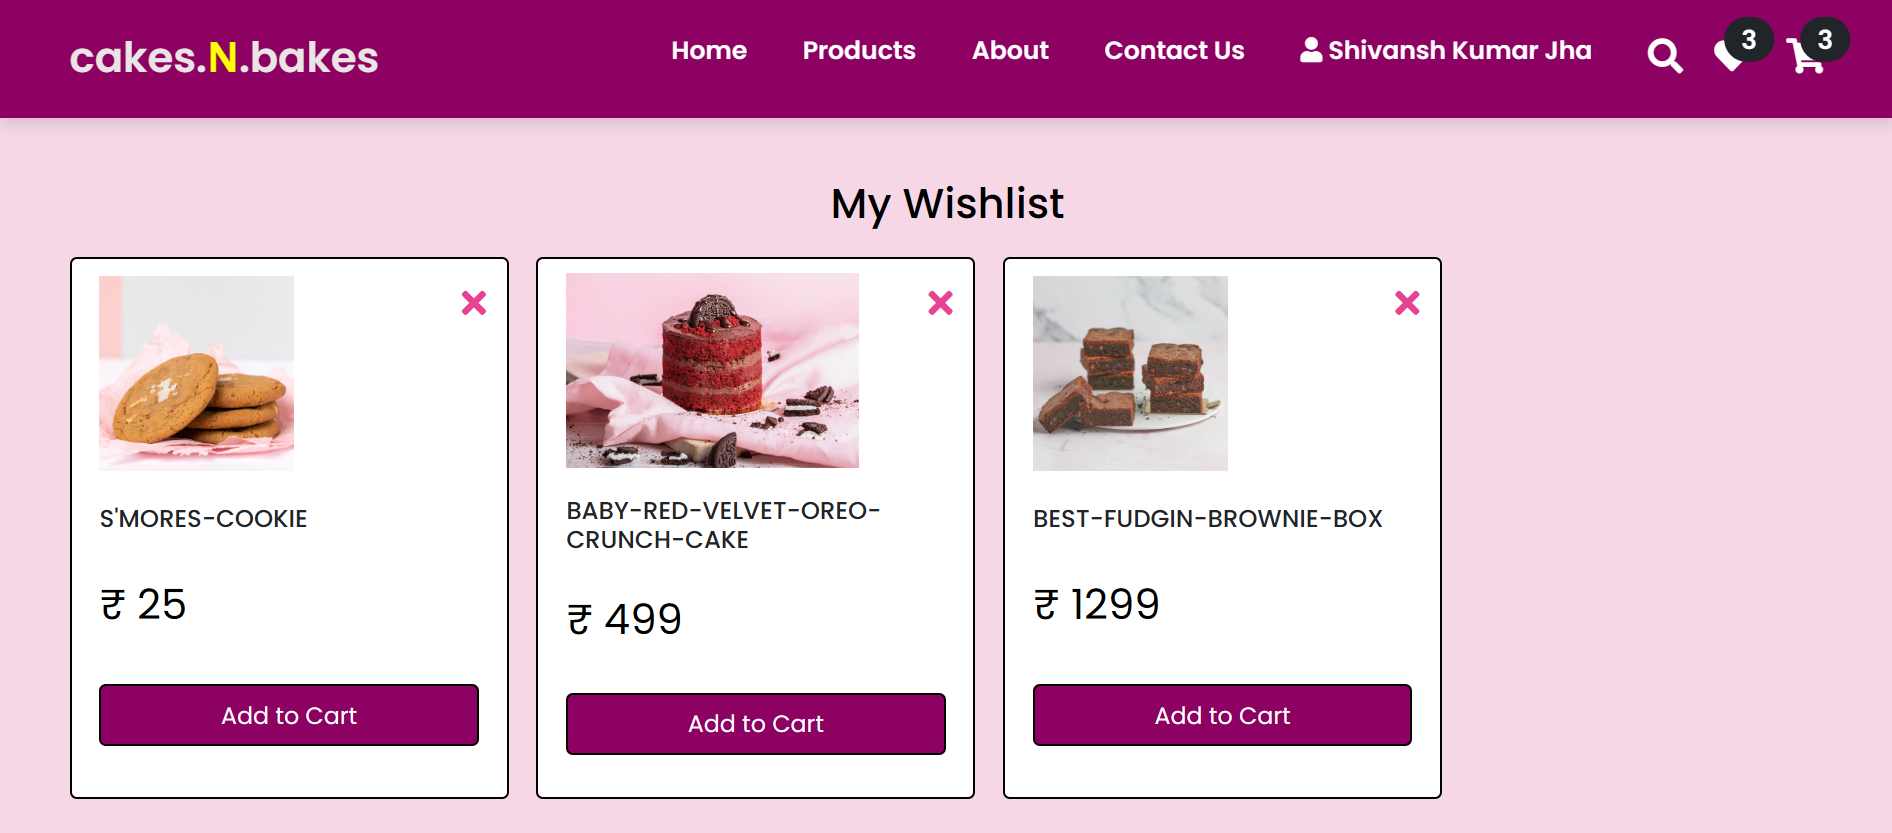 cakes.N.bakes
Home Products About Contact Us Shivansh Kumar Jha 3 3
My Wishlist
S'MORES-COOKIE
₹ 25
Add to Cart
BABY-RED-VELVET-OREO-
CRUNCH-CAKE
₹ 499
Add to Cart
BEST-FUDGIN-BROWNIE-BOX
₹ 1299
Add to Cart